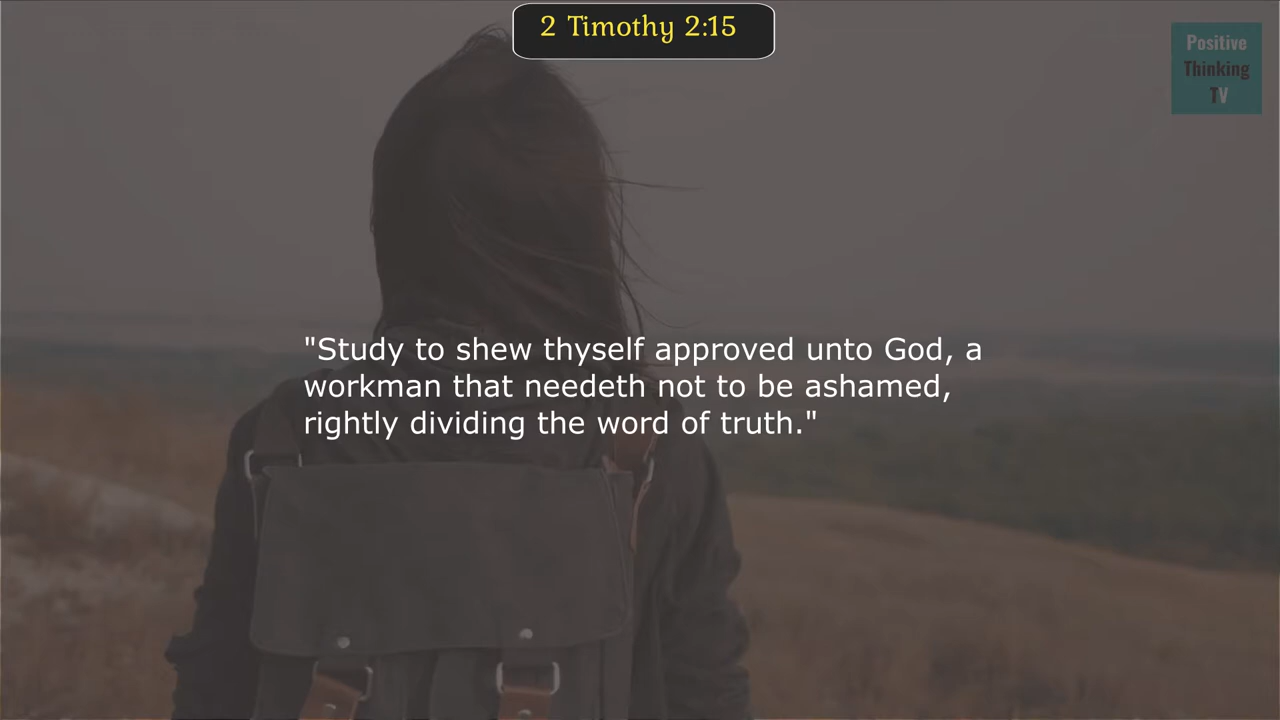 2 Timothy 2:15
Positive
Thinking
TV
"Study to shew thyself approved unto God, a
workman that needeth not to be ashamed,
rightly dividing the word of truth."